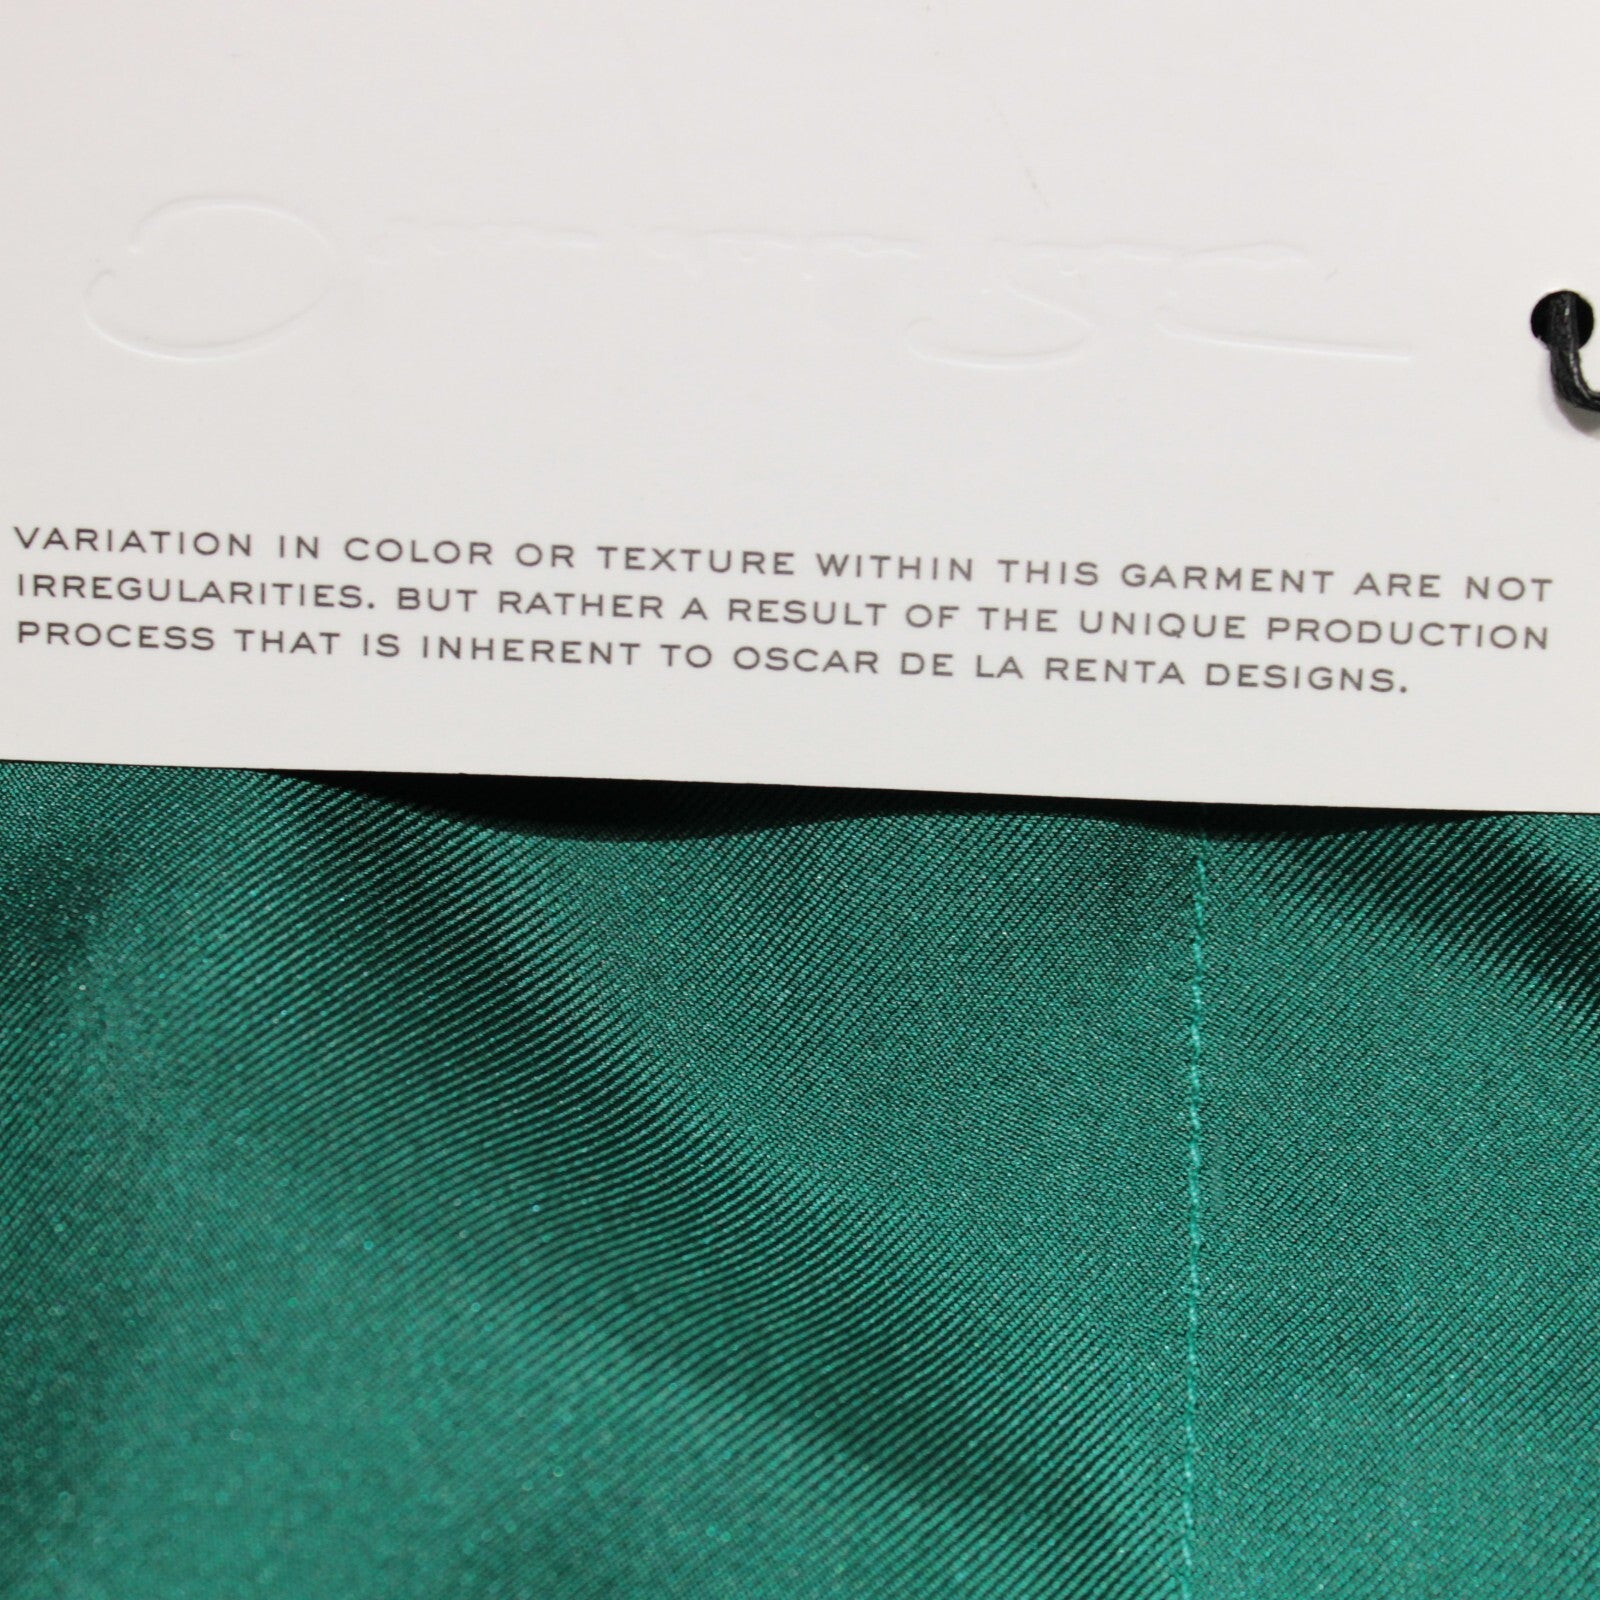 VARIATION IN COLOR OR TEXTURE WITHIN THIS GARMENT ARE NOT
IRREGULARITIES. BUT RATHER A RESULT OF THE UNIQUE PRODUCTION
PROCESS THAT IS INHERENT TO OSCAR DE LA RENTA DESIGNS.